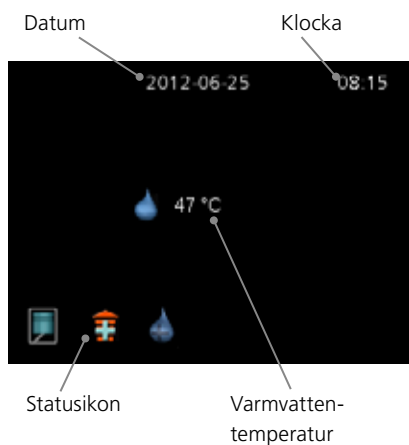 Datum
Klocka
2012-06-25
08:15
47 °C
Statusikon
Varmvatten-
temperatur